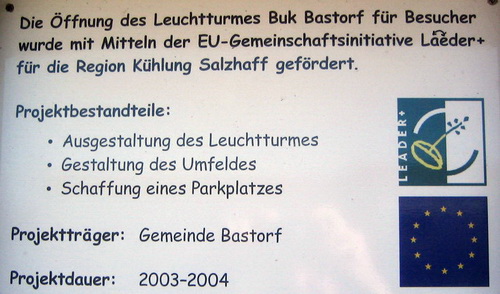 Die Öffnung des Leuchtturmes Buk Bastorf für Besucher
wurde mit Mitteln der EU-Gemeinschaftsinitiative Laeder+
für die Region Kühlung Salzhaff gefördert.
Projektbestandteile:
• Ausgestaltung des Leuchtturmes
• Gestaltung des Umfeldes
• Schaffung eines Parkplatzes
LEADER+
Projektträger: Gemeinde Bastorf
Projektdauer: 2003-2004